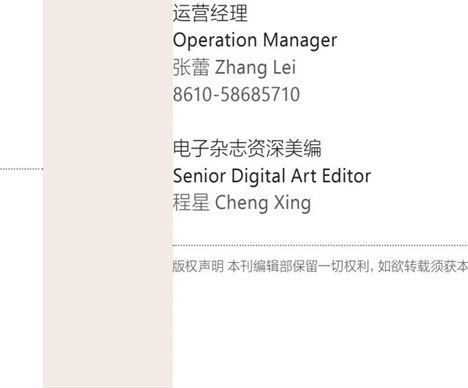 运营经理
Operation Manager
张蕾 Zhang Lei
8610-58685710
电子杂志资深美编
Senior Digital Art Editor
程星 Cheng Xing
版权声明 本刊编辑部保留一切权利, 如欲转载须获本